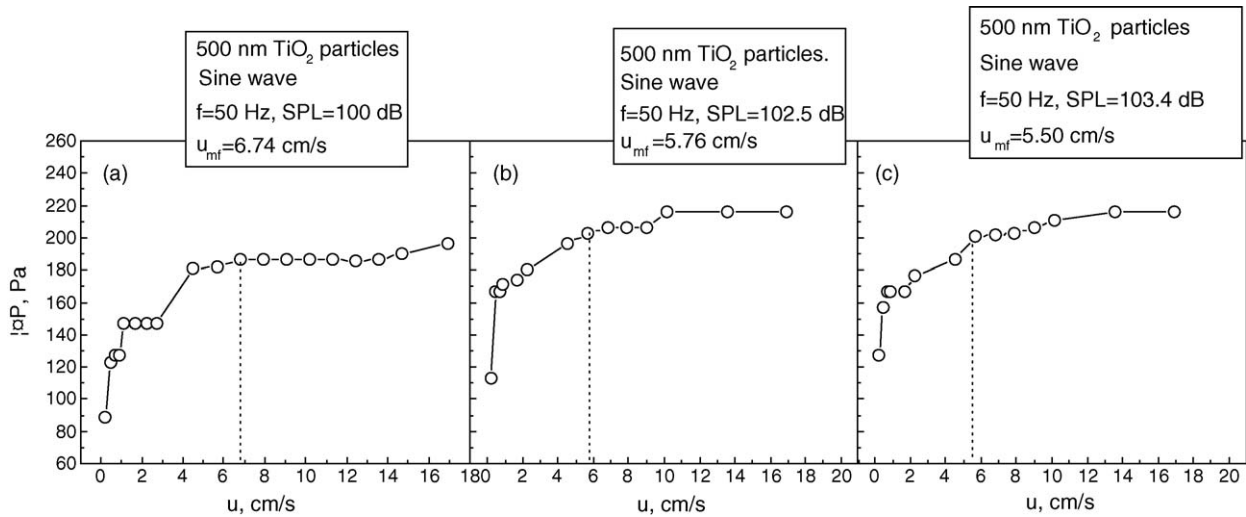 500 nm TiO2 particles
Sine wave
f=50 Hz, SPL=100 dB
umf=6.74 cm/s
500 nm TiO2 particles.
Sine wave
f=50 Hz, SPL=102.5 dB
umf=5.76 cm/s
500 nm TiO2 particles
Sine wave
f=50 Hz, SPL=103.4 dB
umf=5.50 cm/s
(a)
(b)
(c)
¦¤P, Pa
260
240
220
200
180
160
140
120
100
80
60
0 2 4 6 8 10 12 14 16 180 2 4 6 8 10 12 14 16 18 20 0 2 4 6 8 10 12 14 16 18 20
u, cm/s u, cm/s u, cm/s